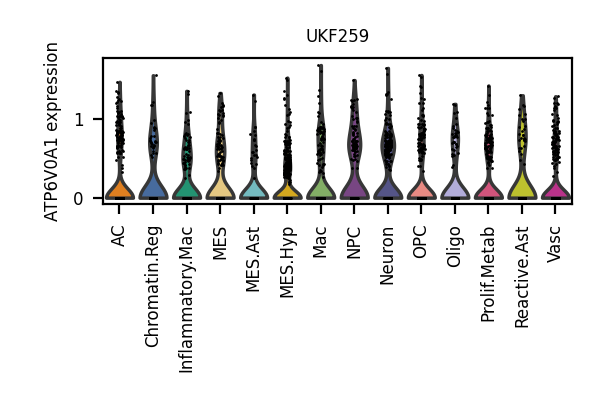 UKF259
ATP6V0A1 expression
1
0
AC
Chromatin.Reg
Inflammatory.Mac
MES
MES.Ast
MES.Hyp
Mac
NPC
Neuron
OPC
Oligo
Prolif.Metab
Reactive.Ast
Vasc